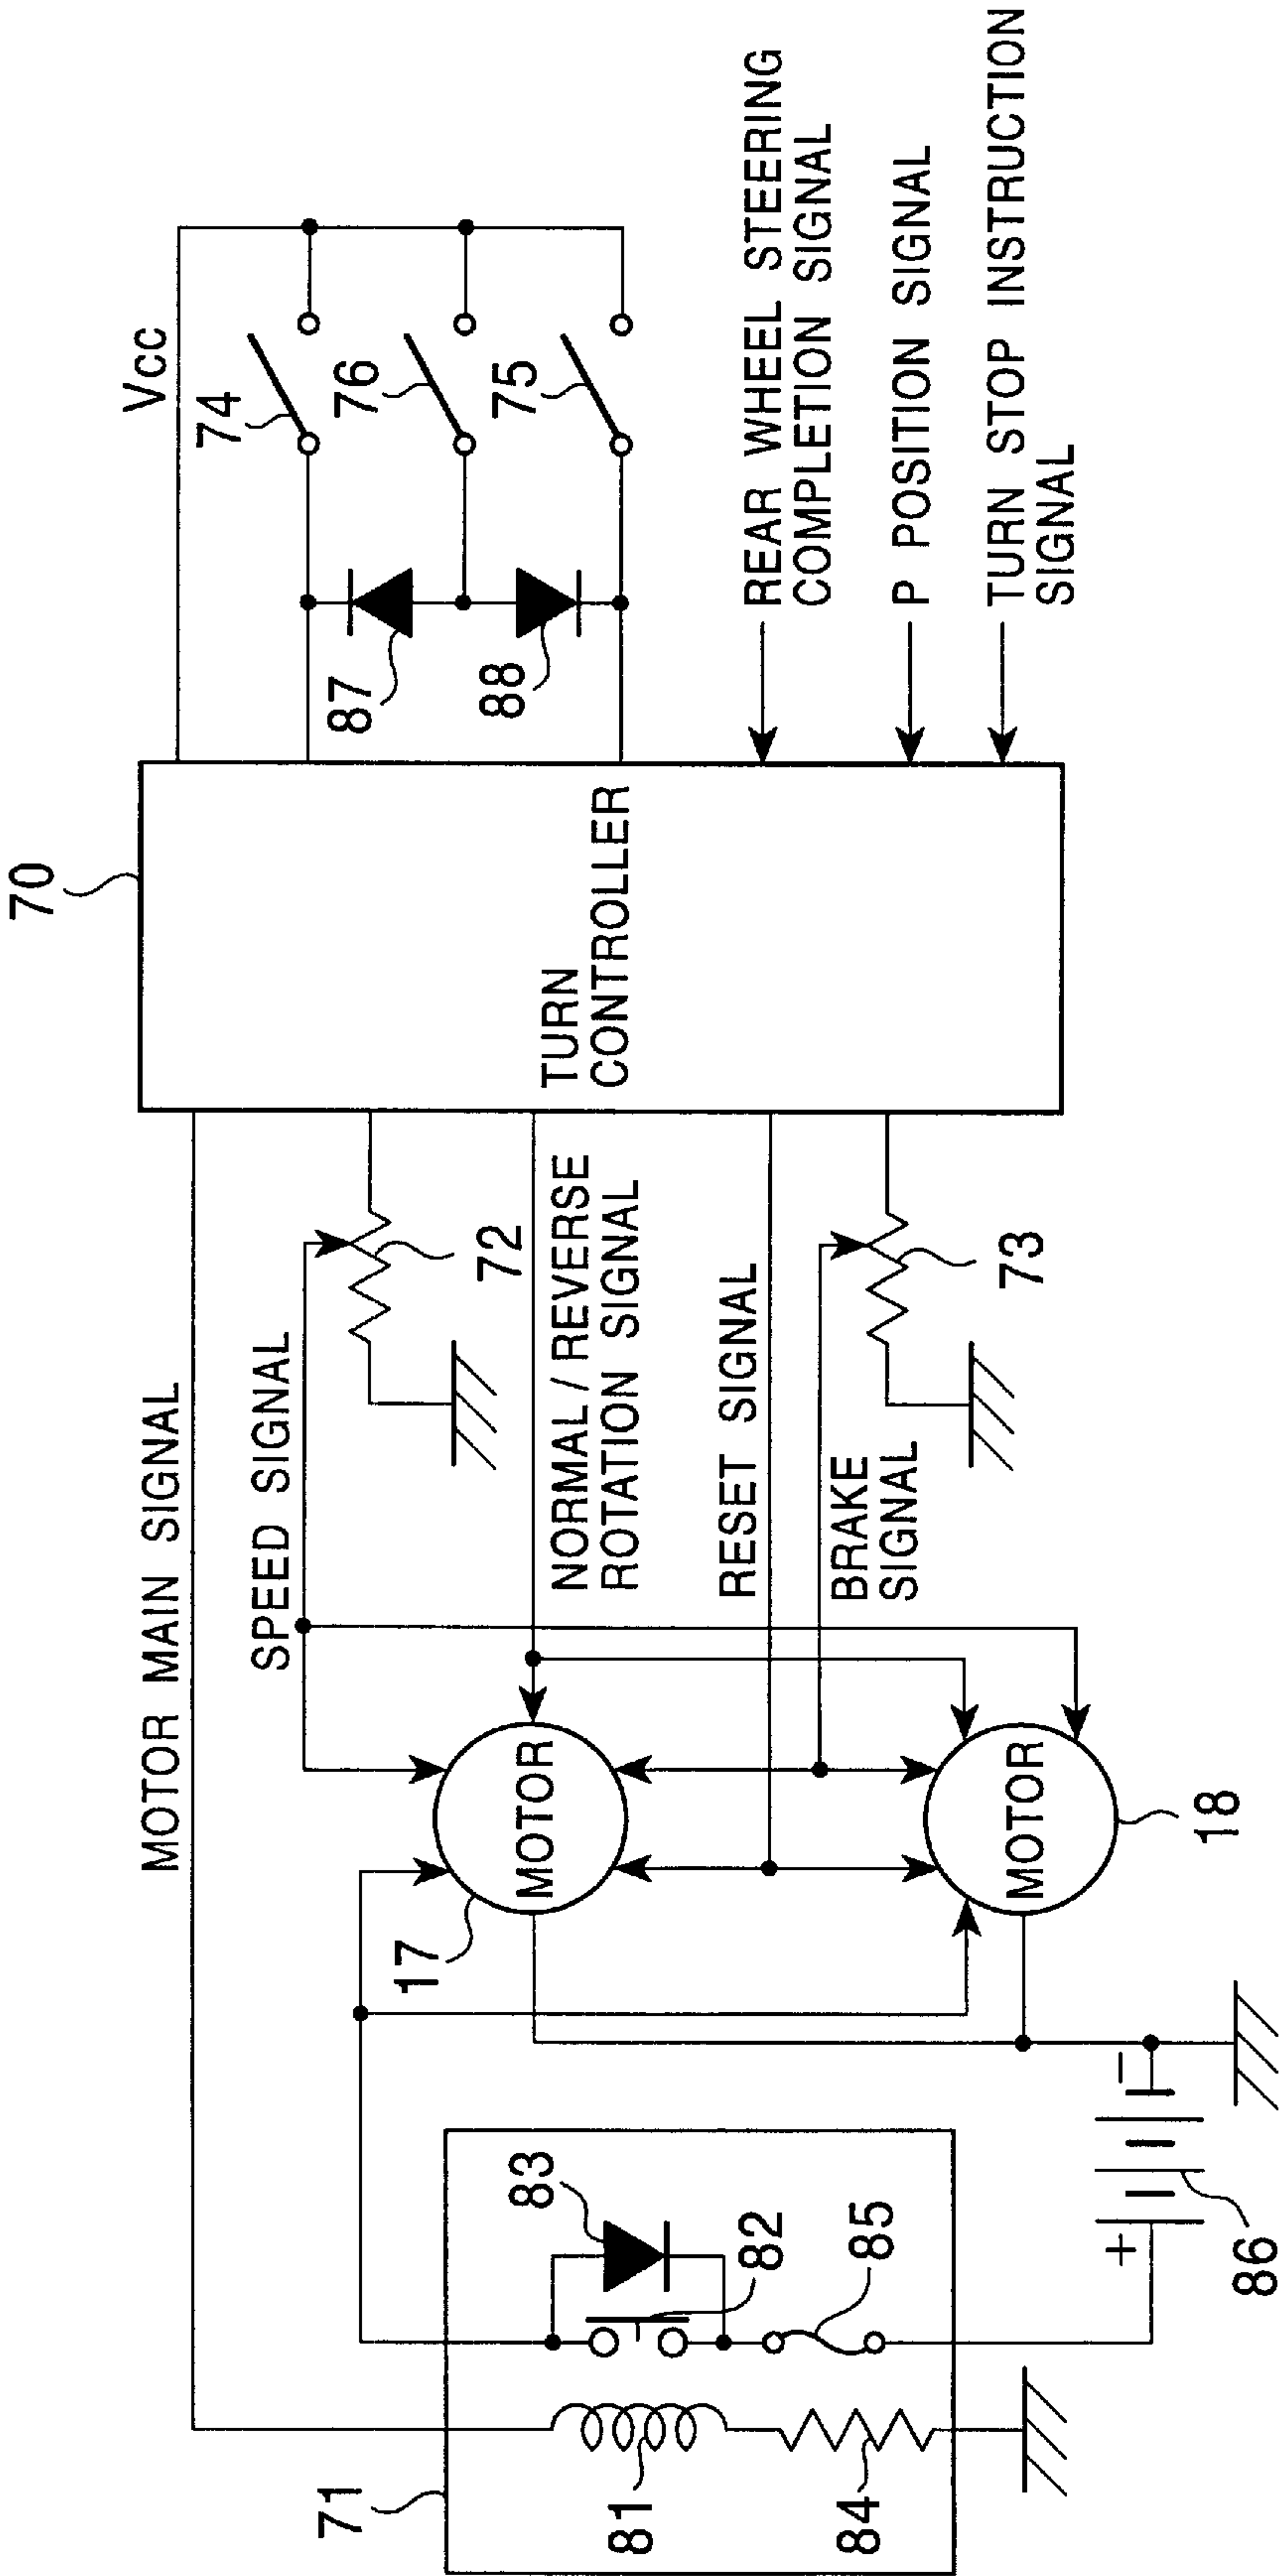 70
MOTOR MAIN SIGNAL
Vcc
SPEED SIGNAL
74
76
75
87
88
72
NORMAL / REVERSE
ROTATION SIGNAL
TURN
CONTROLLER
RESET SIGNAL
BRAKE
SIGNAL
73
REAR WHEEL STEERING
COMPLETION SIGNAL
P POSITION SIGNAL
TURN STOP INSTRUCTION
SIGNAL
17
MOTOR
MOTOR
18
71
81
82
83
84
85
+
−
86